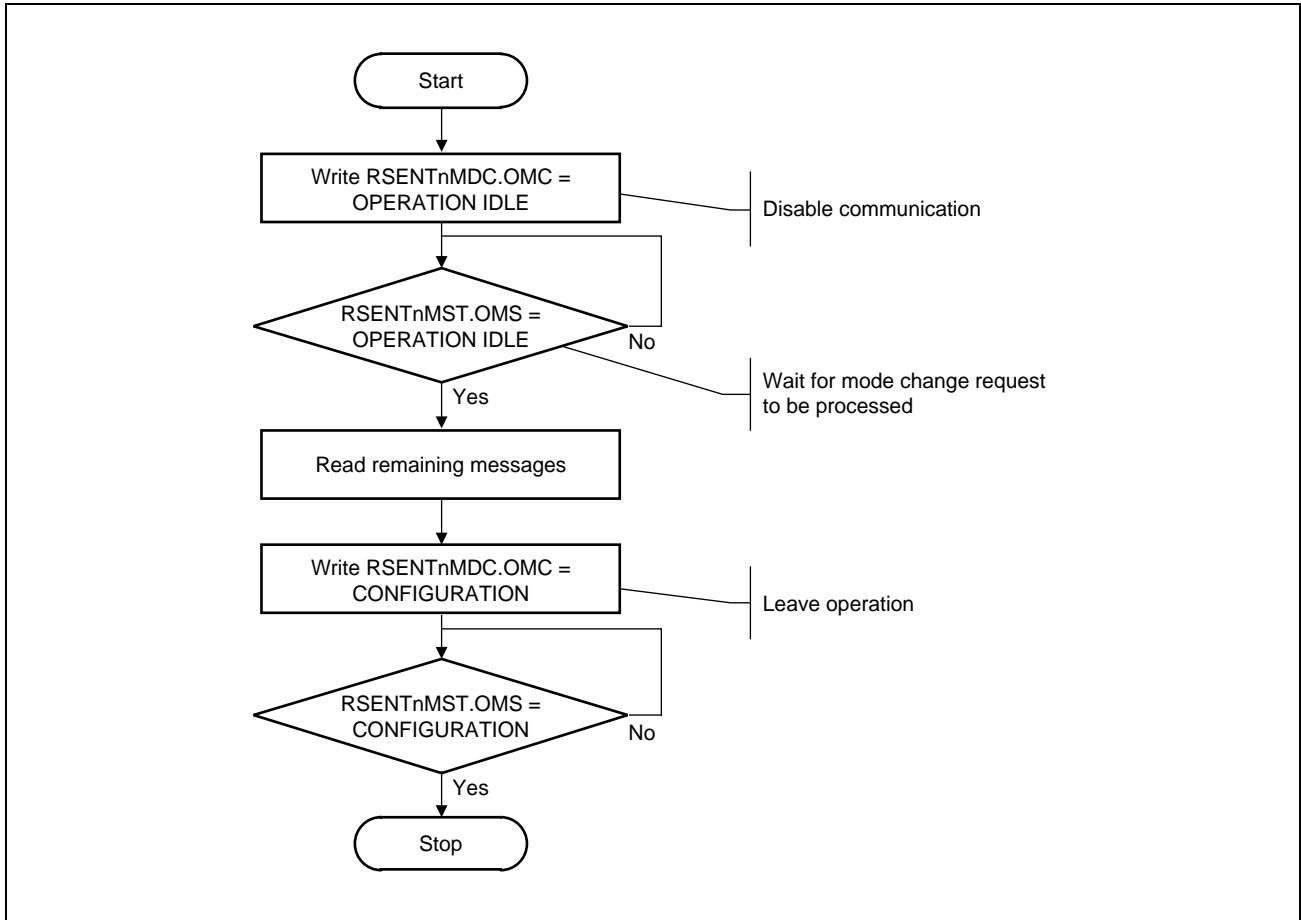 Start
Write RSENTnMDC.OMC =
OPERATION IDLE
Disable communication
RSENTnMST.OMS =
OPERATION IDLE
No
Wait for mode change request
to be processed
Yes
Read remaining messages
Write RSENTnMDC.OMC =
CONFIGURATION
Leave operation
RSENTnMST.OMS =
CONFIGURATION
No
Yes
Stop